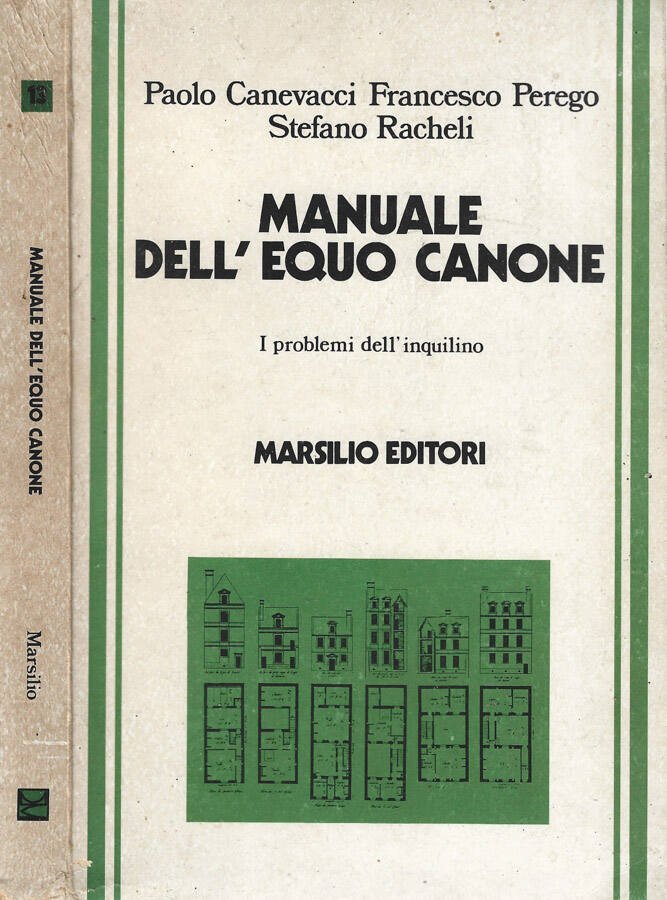 13
MANUALE DELL'EQUO CANONE
Marsilio
Paolo Canevacci Francesco Perego
Stefano Racheli
MANUALE
DELL'EQUO CANONE
I problemi dell'inquilino
MARSILIO EDITORI